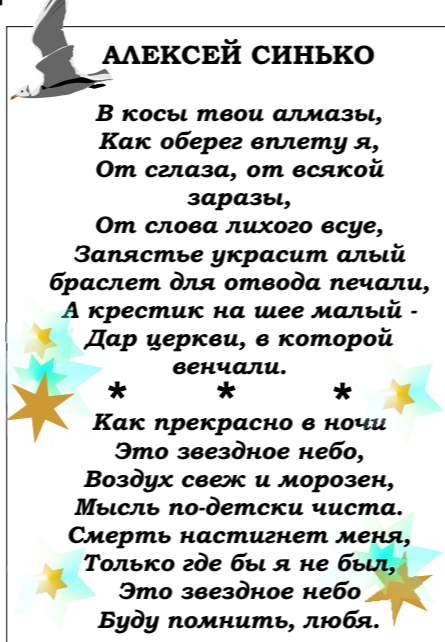 АЛЕКСЕЙ СИНЬКО
В косы твои алмазы,
Как оберег вплету я,
От сглаза, от всякой
заразы,
От слова лихого всуе,
Запястье украсит алый
браслет для отвода печали,
А крестик на шее малый -
Дар церкви, в которой
венчали.
* * *
Как прекрасно в ночи
Это звездное небо,
Воздух свеж и морозен,
Мысль по-детски чиста.
Смерть настигнет меня,
Только где бы я не был,
Это звездное небо
Буду помнить, любя.